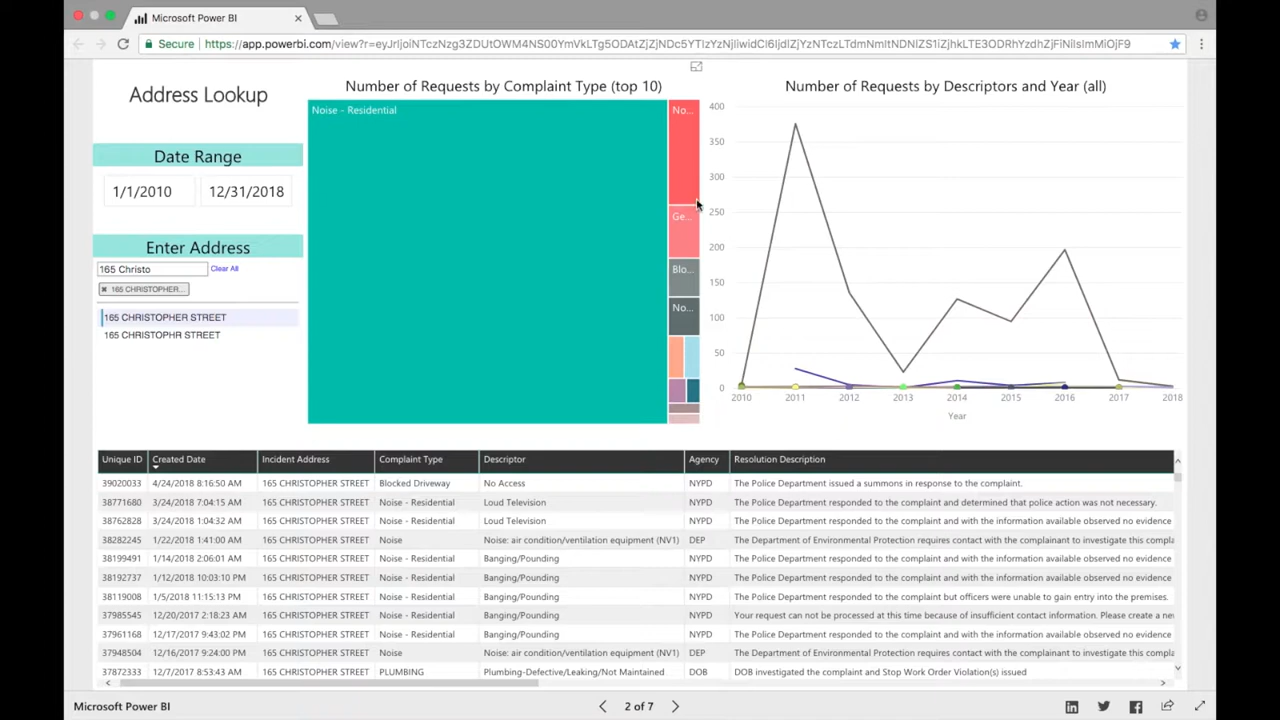 Microsoft Power BI
Secure
Address Lookup
Date Range
1/1/2010 12/31/2018
Enter Address
165 Christo Clear All
165 CHRISTOPHER...
165 CHRISTOPHER STREET
165 CHRISTOPHR STREET
Number of Requests by Complaint Type (top 10)
Noise - Residential
No...
Ge...
Blo...
No...
Number of Requests by Descriptors and Year (all)
400
350
300
250
200
150
100
50
0
2010 2011 2012 2013 2014 2015 2016 2017 2018
Year
Unique ID Created Date Incident Address Complaint Type Descriptor Agency Resolution Description
39020033 4/24/2018 8:16:50 AM 165 CHRISTOPHER STREET Blocked Driveway No Access NYPD The Police Department issued a summons in response to the complaint.
38771680 3/24/2018 7:04:15 AM 165 CHRISTOPHER STREET Noise - Residential Loud Television NYPD The Police Department responded to the complaint and determined that police action was not necessary.
38762828 3/24/2018 1:04:32 AM 165 CHRISTOPHER STREET Noise - Residential Loud Television NYPD The Police Department responded to the complaint and with the information available observed no evidence
38282245 1/22/2018 1:41:00 AM 165 CHRISTOPHER STREET Noise Noise: air condition/ventilation equipment (NV1) DEP The Department of Environmental Protection requires contact with the complainant to investigate this compla
38199491 1/14/2018 2:06:01 AM 165 CHRISTOPHER STREET Noise - Residential Banging/Pounding NYPD The Police Department responded to the complaint and with the information available observed no evidence
38192737 1/12/2018 10:03:10 PM 165 CHRISTOPHER STREET Noise - Residential Banging/Pounding NYPD The Police Department responded to the complaint and with the information available observed no evidence
38119008 1/5/2018 11:15:13 PM 165 CHRISTOPHER STREET Noise - Residential Banging/Pounding NYPD The Police Department responded to the complaint but officers were unable to gain entry into the premises.
37985545 12/20/2017 2:18:23 AM 165 CHRISTOPHER STREET Noise - Residential Banging/Pounding NYPD Your request can not be processed at this time because of insufficient contact information. Please create a nev
37961168 12/17/2017 9:43:02 PM 165 CHRISTOPHER STREET Noise - Residential Banging/Pounding NYPD The Police Department responded to the complaint and with the information available observed no evidence
37948504 12/16/2017 9:24:00 PM 165 CHRISTOPHER STREET Noise Noise: air condition/ventilation equipment (NV1) DEP The Department of Environmental Protection requires contact with the complainant to investigate this compla
37872333 12/7/2017 8:53:43 AM 165 CHRISTOPHER STREET PLUMBING Plumbing-Defective/Leaking/Not Maintained DOB DOB investigated the complaint and Stop Work Order Violation(s) issued
Microsoft Power BI 2 of 7